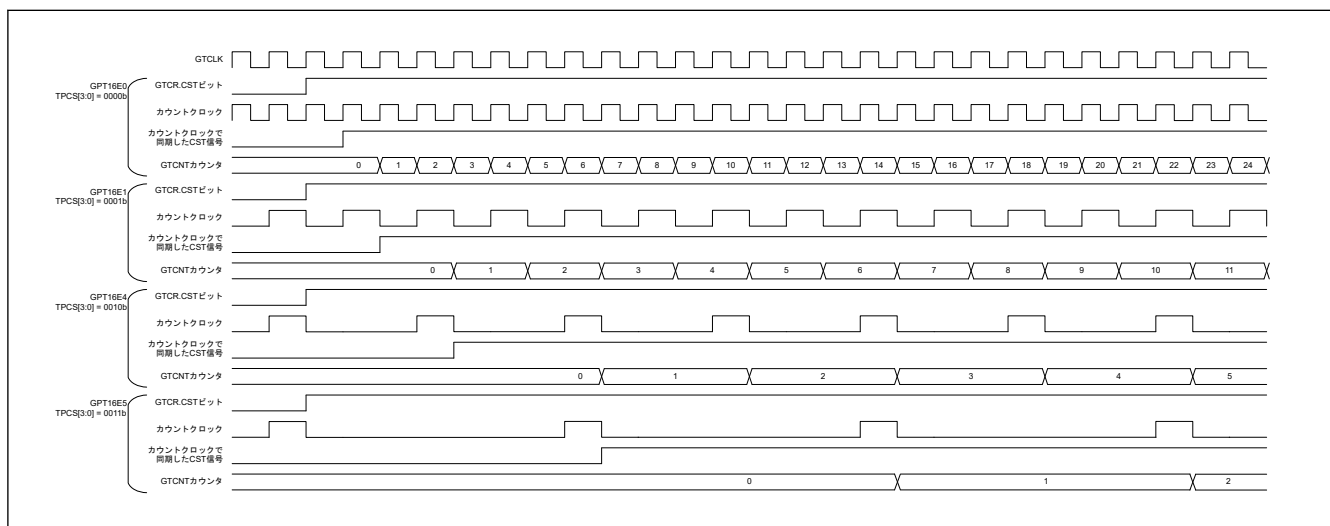 GTCLK
GPT16E0
TPCS[3:0] = 0000b
GTCR.CSTビット
カウントクロック
カウントクロックで
同期したCST信号
GTCNTカウンタ
0 1 2 3 4 5 6 7 8 9 10 11 12 13 14 15 16 17 18 19 20 21 22 23 24
GPT16E1
TPCS[3:0] = 0001b
GTCR.CSTビット
カウントクロック
カウントクロックで
同期したCST信号
GTCNTカウンタ
0 1 2 3 4 5 6 7 8 9 10 11
GPT16E4
TPCS[3:0] = 0010b
GTCR.CSTビット
カウントクロック
カウントクロックで
同期したCST信号
GTCNTカウンタ
0 1 2 3 4 5
GPT16E5
TPCS[3:0] = 0011b
GTCR.CSTビット
カウントクロック
カウントクロックで
同期したCST信号
GTCNTカウンタ
0 1 2